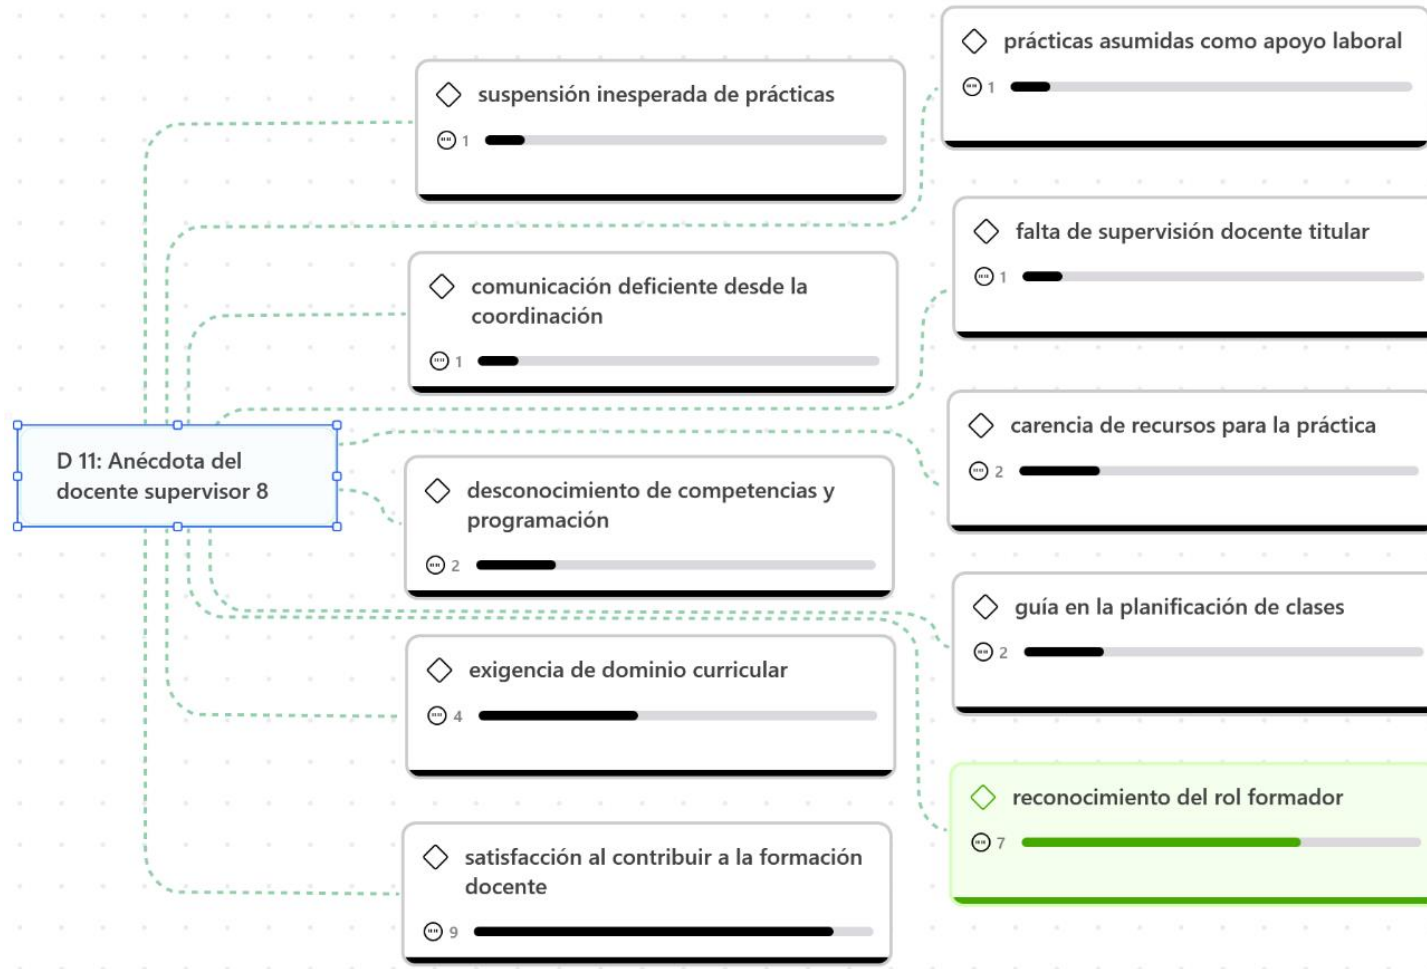 prácticas asumidas como apoyo laboral
1
suspensión inesperada de prácticas
1
falta de supervisión docente titular
1
comunicación deficiente desde la
coordinación
1
carencia de recursos para la práctica
2
D 11: Anécdota del
docente supervisor 8
desconocimiento de competencias y
programación
2
guía en la planificación de clases
2
exigencia de dominio curricular
4
reconocimiento del rol formador
7
satisfacción al contribuir a la formación
docente
9